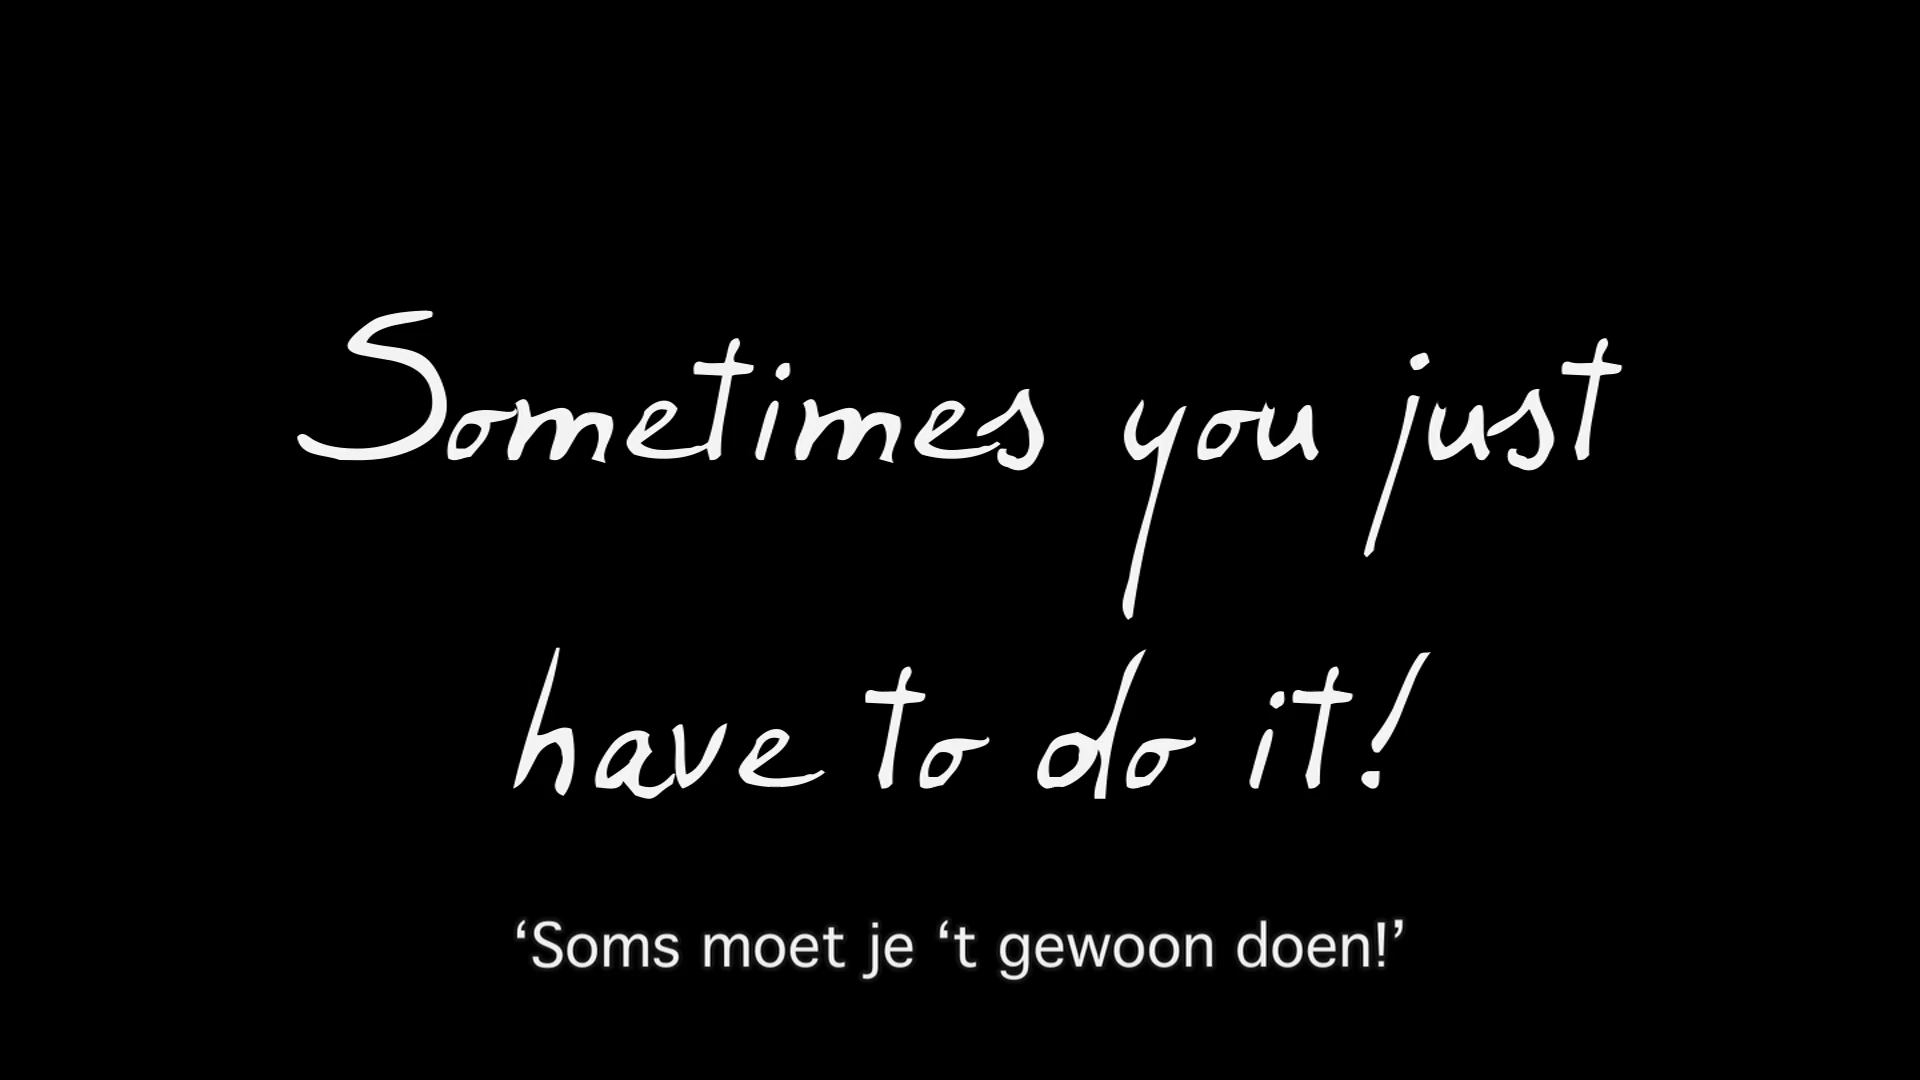 Sometimes you just
have to do it!
‘Soms moet je ‘t gewoon doen!’